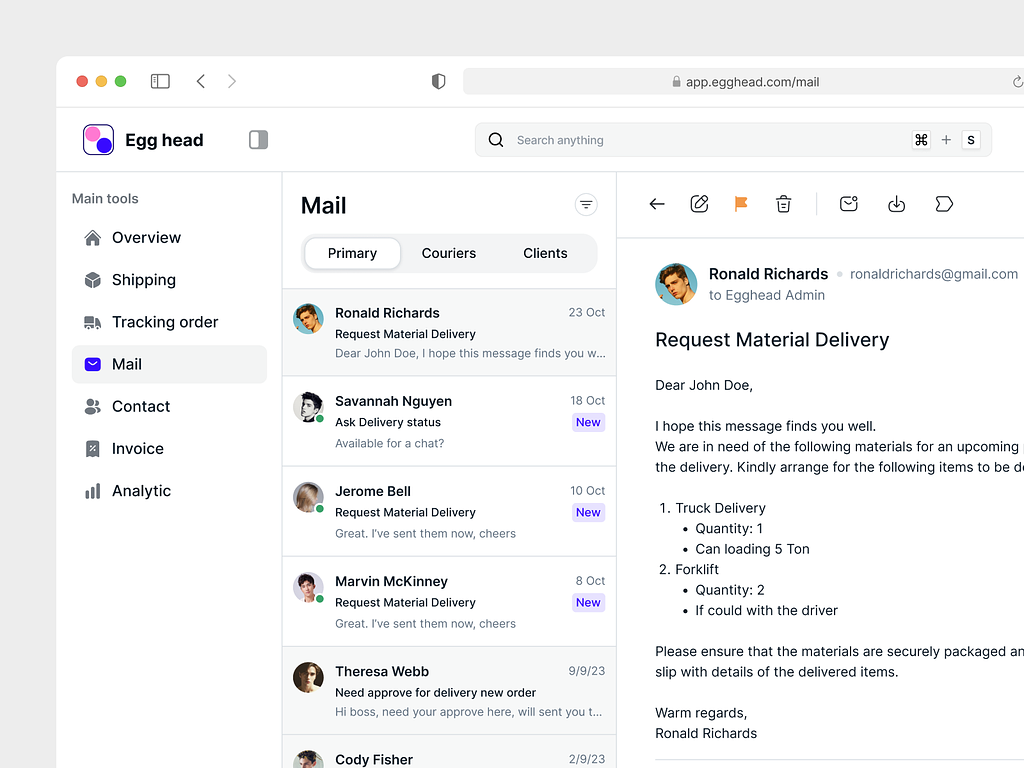 app.egghead.com/mail
Egg head
Search anything
⌘ + S
Main tools
Overview
Shipping
Tracking order
Mail
Contact
Invoice
Analytic
Mail
Primary Couriers Clients
Ronald Richards 23 Oct
Request Material Delivery
Dear John Doe, I hope this message finds you w...
Savannah Nguyen 18 Oct
Ask Delivery status New
Available for a chat?
Jerome Bell 10 Oct
Request Material Delivery New
Great. I've sent them now, cheers
Marvin McKinney 8 Oct
Request Material Delivery New
Great. I've sent them now, cheers
Theresa Webb 9/9/23
Need approve for delivery new order
Hi boss, need your approve here, will sent you t...
Cody Fisher 2/9/23
Ronald Richards ronaldrichards@gmail.com
to Egghead Admin
Request Material Delivery
Dear John Doe,
I hope this message finds you well.
We are in need of the following materials for an upcoming
the delivery. Kindly arrange for the following items to be
1. Truck Delivery
• Quantity: 1
• Can loading 5 Ton
2. Forklift
• Quantity: 2
• If could with the driver
Please ensure that the materials are securely packaged
slip with details of the delivered items.
Warm regards,
Ronald Richards